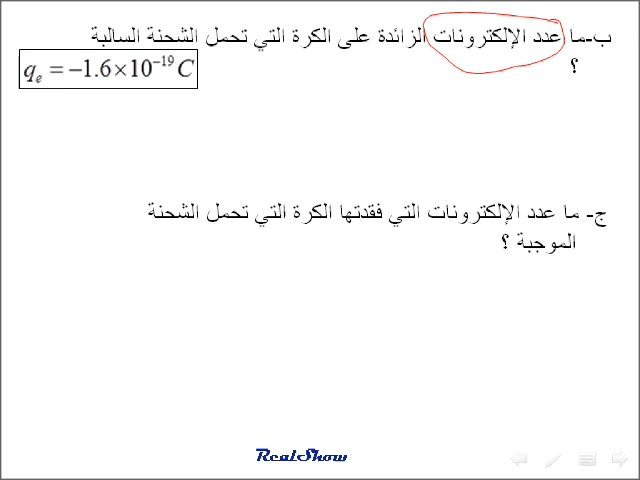 ب-ما عدد الإلكترونات الزائدة على الكرة التي تحمل الشحنة السالبة
؟
qₑ = −1.6×10⁻¹⁹ C
ج- ما عدد الإلكترونات التي فقدتها الكرة التي تحمل الشحنة
الموجبة ؟
RealShow